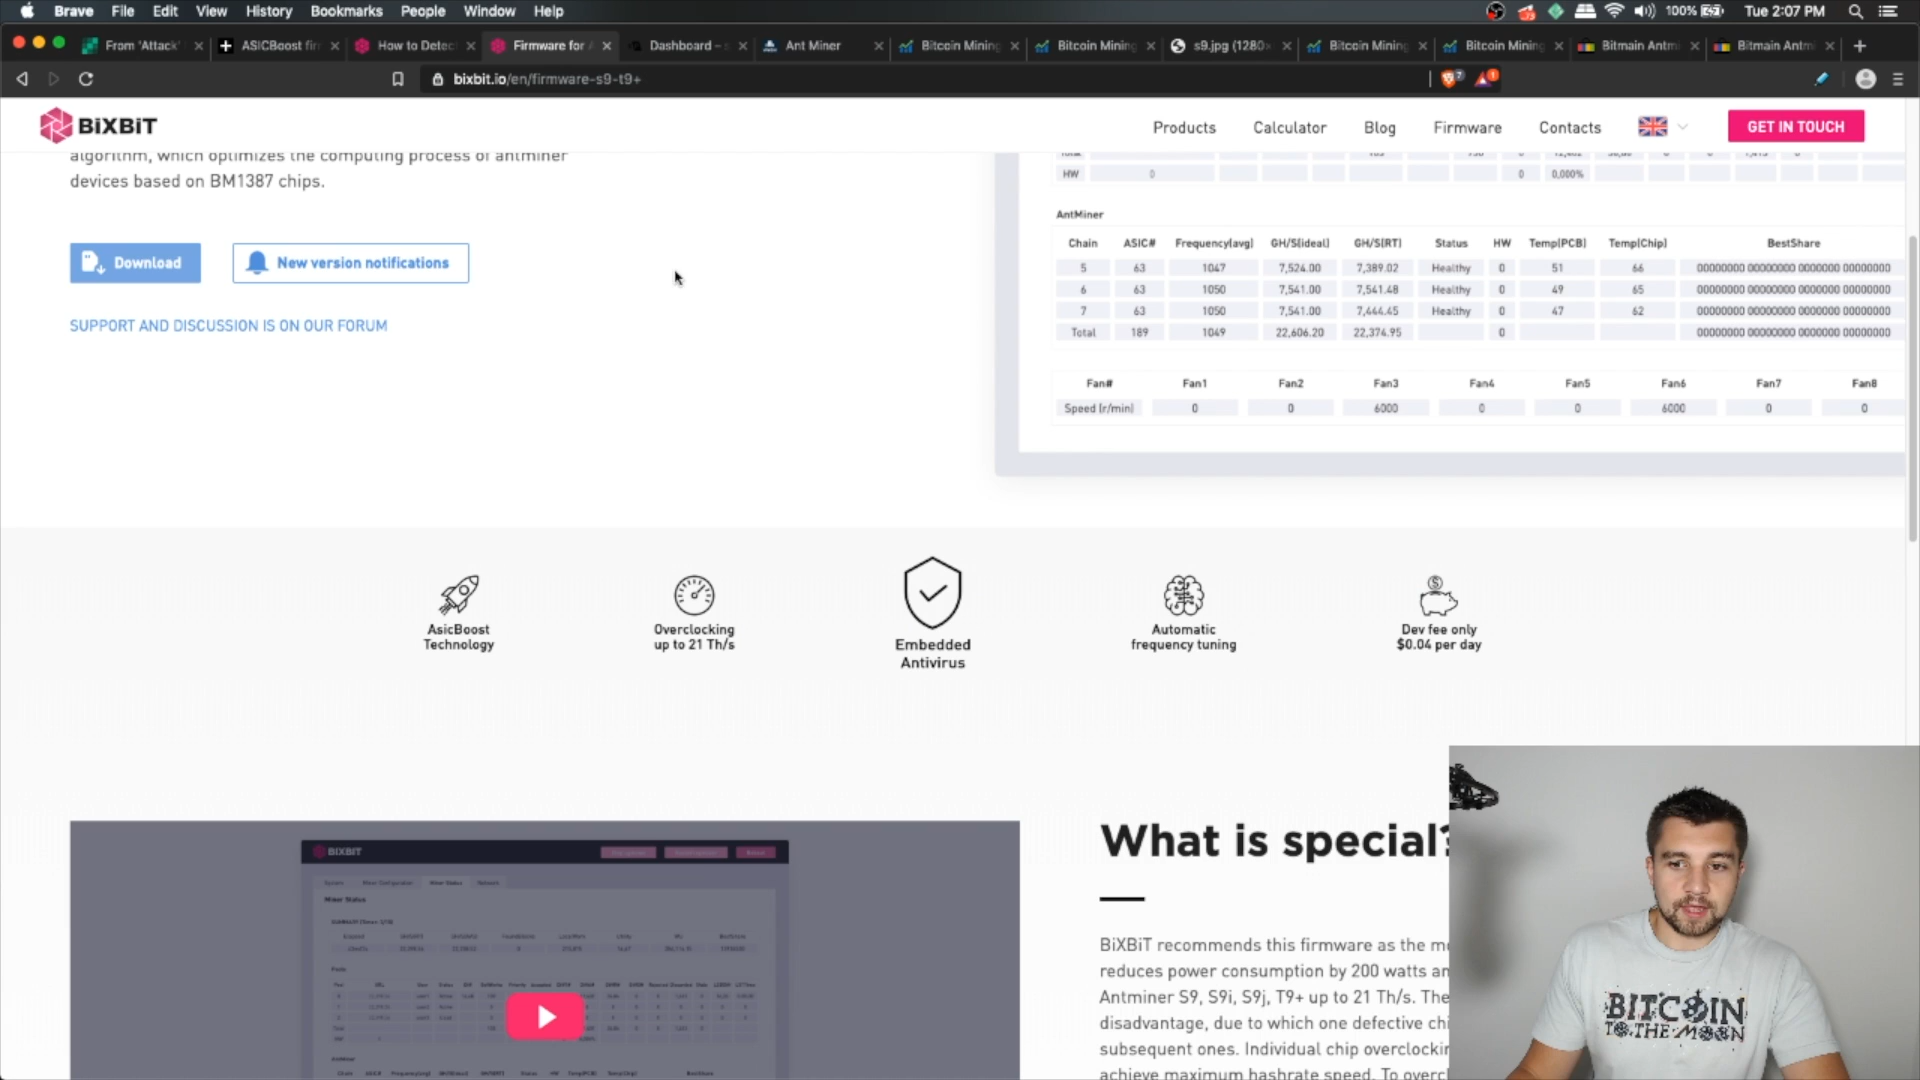 Brave File Edit View History Bookmarks People Window Help 100% Tue 2:07 PM
From 'Attack' ASICBoost fir How to Detec Firmware for A Dashboard – Ant Miner Bitcoin Mining Bitcoin Mining s9.jpg (1280× Bitcoin Mining Bitcoin Mining Bitmain Antmi Bitmain Antmi
bixbit.io/en/firmware-s9-t9+
BiXBiT Products Calculator Blog Firmware Contacts GET IN TOUCH
algorithm, which optimizes the computing process of antminer
devices based on BM1387 chips.
Download New version notifications
SUPPORT AND DISCUSSION IS ON OUR FORUM
HW 0 0 0,000%
AntMiner
Chain ASIC# Frequency(avg) GH/S(ideal) GH/S(RT) Status HW Temp(PCB) Temp(Chip) BestShare
5 63 1047 7,524.00 7,389.02 Healthy 0 51 66 00000000 00000000 0000000 00000000
6 63 1050 7,541.00 7,541.48 Healthy 0 49 65 00000000 00000000 0000000 00000000
7 63 1050 7,541.00 7,444.45 Healthy 0 47 62 00000000 00000000 0000000 00000000
Total 189 1049 22,606.20 22,374.95 0 00000000 00000000 0000000 00000000
Fan# Fan1 Fan2 Fan3 Fan4 Fan5 Fan6 Fan7 Fan8
Speed (r/min) 0 0 6000 0 0 6000 0 0
AsicBoost
Technology
Overclocking
up to 21 Th/s
Embedded
Antivirus
Automatic
frequency tuning
Dev fee only
$0.04 per day
BIXBIT
Miner Status
What is special?
BiXBiT recommends this firmware as the
reduces power consumption by 200 watts
Antminer S9, S9i, S9j, T9+ up to 21 Th/s. The
disadvantage, due to which one defective
subsequent ones. Individual chip
achieve maximum hashrate speed. To
BITCOIN
TO THE MOON